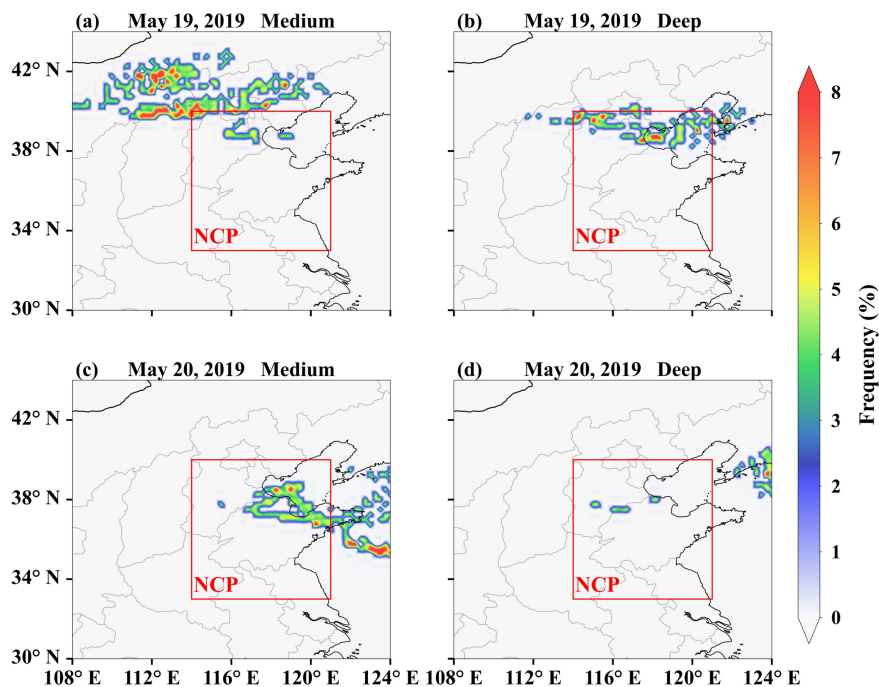 (a) May 19, 2019 Medium
(b) May 19, 2019 Deep
42° N
38° N
34° N
30° N
NCP
NCP
(c) May 20, 2019 Medium
(d) May 20, 2019 Deep
42° N
38° N
34° N
30° N
NCP
NCP
108° E 112° E 116° E 120° E 124° E
108° E 112° E 116° E 120° E 124° E
8
7
6
5
4
3
2
1
0
Frequency (%)